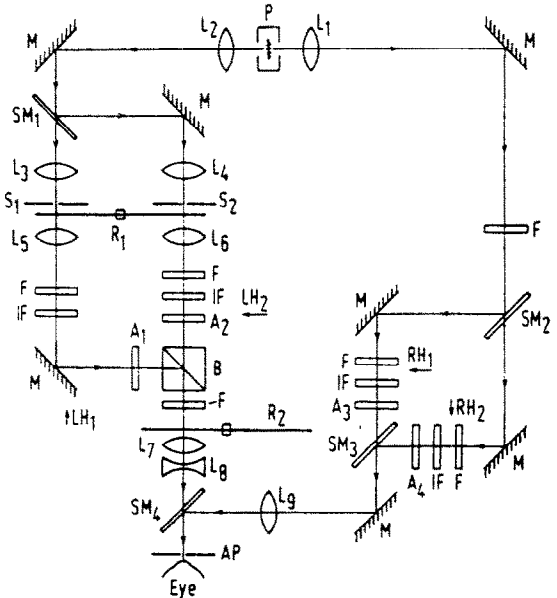 M
L2
P
L1
M
M
SM1
L3
L4
S1
S2
R1
L5
L6
F
F
F
IF
IF
LH2
M
SM2
A1
A2
F
RH1
M
B
IF
LH1
F
A3
RH2
R2
SM3
L7
L8
A4
IF
F
M
SM4
L9
M
AP
Eye